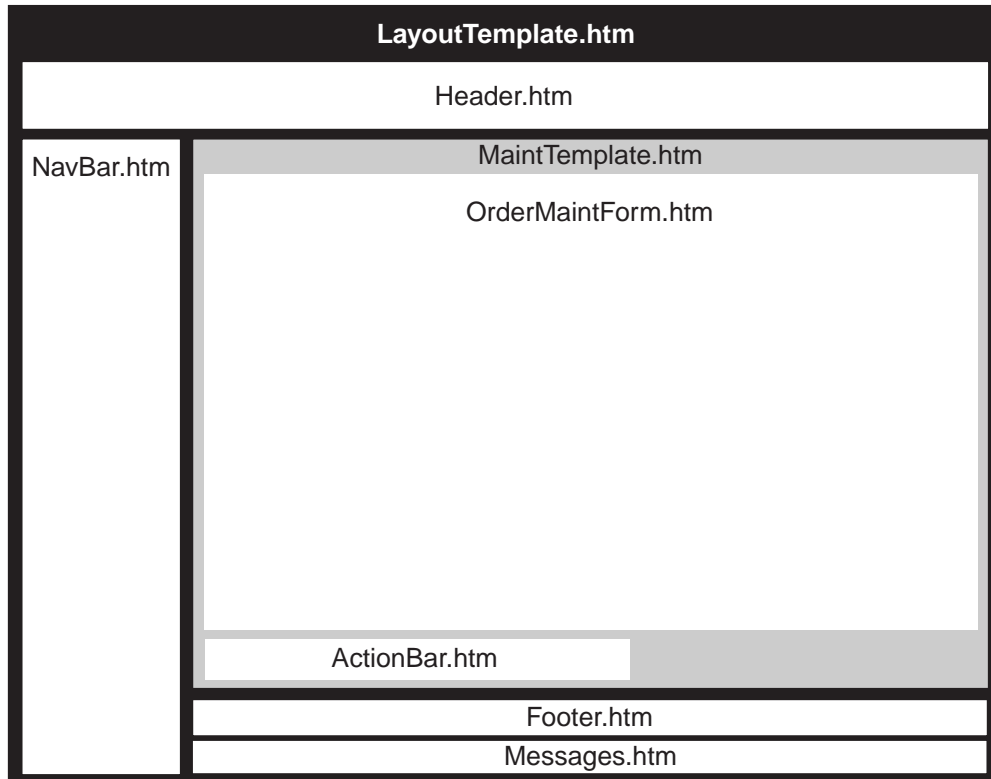 LayoutTemplate.htm
Header.htm
NavBar.htm
MaintTemplate.htm
OrderMaintForm.htm
ActionBar.htm
Footer.htm
Messages.htm